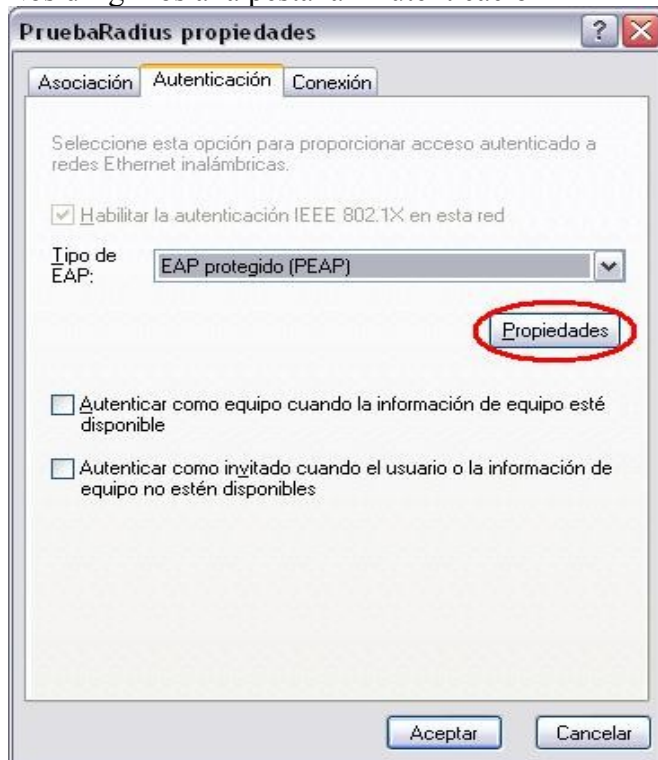 PruebaRadius propiedades
Asociación Autenticación Conexión
Seleccione esta opción para proporcionar acceso autenticado a
redes Ethernet inalámbricas.
Habilitar la autenticación IEEE 802.1X en esta red
Tipo de
EAP:
EAP protegido (PEAP)
Propiedades
Autenticar como equipo cuando la información de equipo esté
disponible
Autenticar como invitado cuando el usuario o la información de
equipo no estén disponibles
Aceptar Cancelar